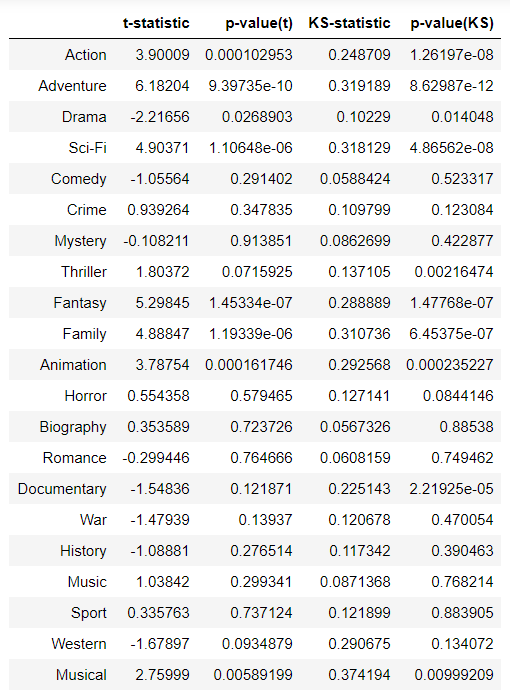 t-statistic p-value(t) KS-statistic p-value(KS)
Action 3.90009 0.000102953 0.248709 1.26197e-08
Adventure 6.18204 9.39735e-10 0.319189 8.62987e-12
Drama -2.21656 0.0268903 0.10229 0.014048
Sci-Fi 4.90371 1.10648e-06 0.318129 4.86562e-08
Comedy -1.05564 0.291402 0.0588424 0.523317
Crime 0.939264 0.347835 0.109799 0.123084
Mystery -0.108211 0.913851 0.0862699 0.422877
Thriller 1.80372 0.0715925 0.137105 0.00216474
Fantasy 5.29845 1.45334e-07 0.288889 1.47768e-07
Family 4.88847 1.19339e-06 0.310736 6.45375e-07
Animation 3.78754 0.000161746 0.292568 0.000235227
Horror 0.554358 0.579465 0.127141 0.0844146
Biography 0.353589 0.723726 0.0567326 0.88538
Romance -0.299446 0.764666 0.0608159 0.749462
Documentary -1.54836 0.121871 0.225143 2.21925e-05
War -1.47939 0.13937 0.120678 0.470054
History -1.08881 0.276514 0.117342 0.390463
Music 1.03842 0.299341 0.0871368 0.768214
Sport 0.335763 0.737124 0.121899 0.883905
Western -1.67897 0.0934879 0.290675 0.134072
Musical 2.75999 0.00589199 0.374194 0.00999209